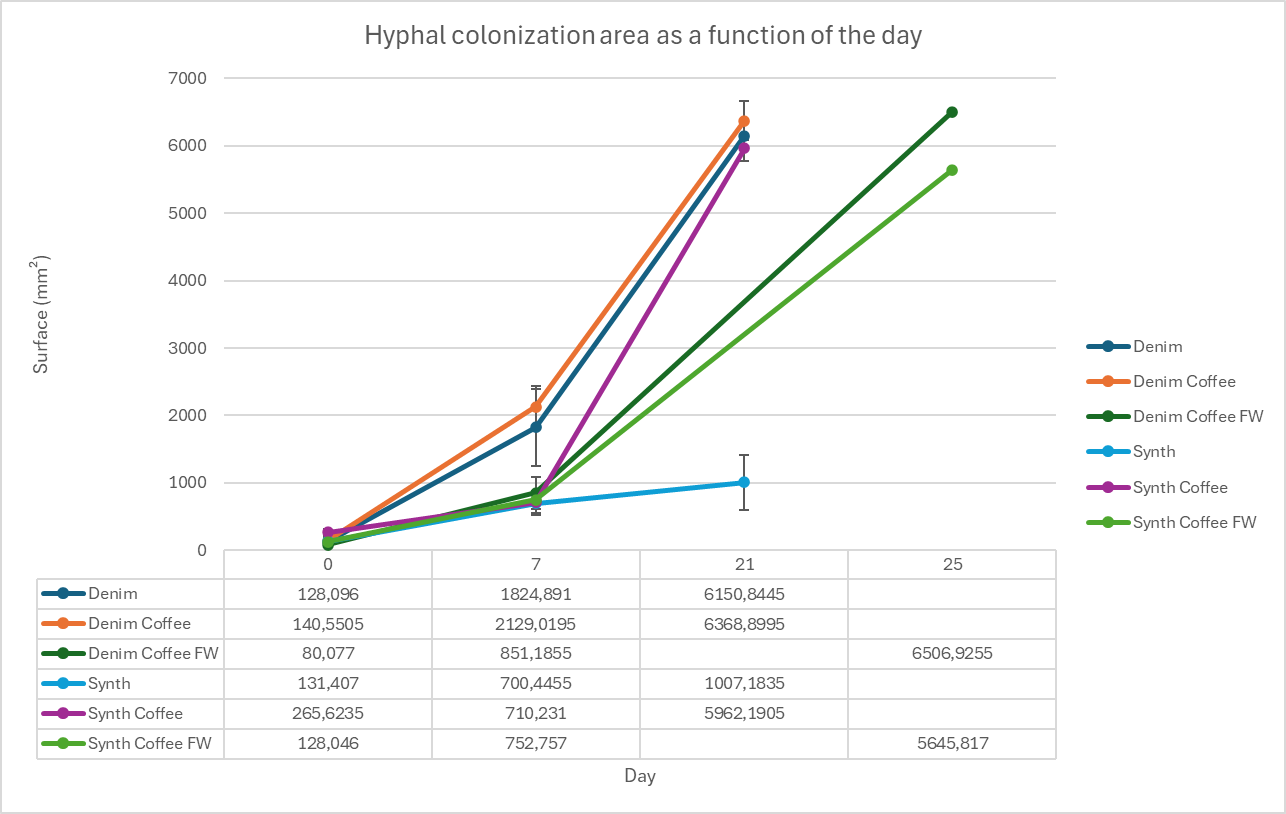 Hyphal colonization area as a function of the day
7000
6000
5000
4000
3000
2000
1000
0
Surface (mm²)
Denim
Denim Coffee
Denim Coffee FW
Synth
Synth Coffee
Synth Coffee FW
0 7 21 25
Denim 128,096 1824,891 6150,8445
Denim Coffee 140,5505 2129,0195 6368,8995
Denim Coffee FW 80,077 851,1855 6506,9255
Synth 131,407 700,4455 1007,1835
Synth Coffee 265,6235 710,231 5962,1905
Synth Coffee FW 128,046 752,757 5645,817
Day